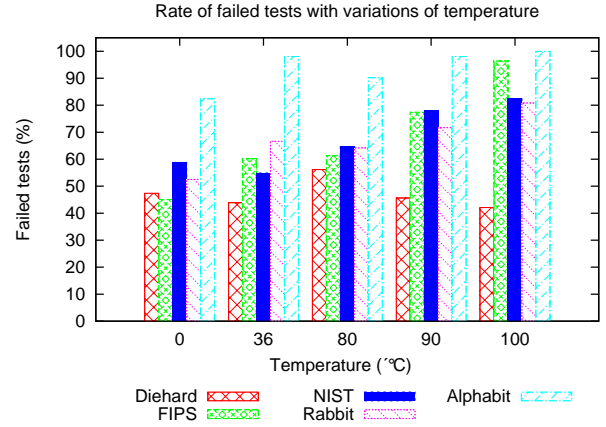 Rate of failed tests with variations of temperature
Failed tests (%)
100
90
80
70
60
50
40
30
20
10
0
0 36 80 90 100
Temperature (´°C)
Diehard NIST Alphabit
FIPS Rabbit